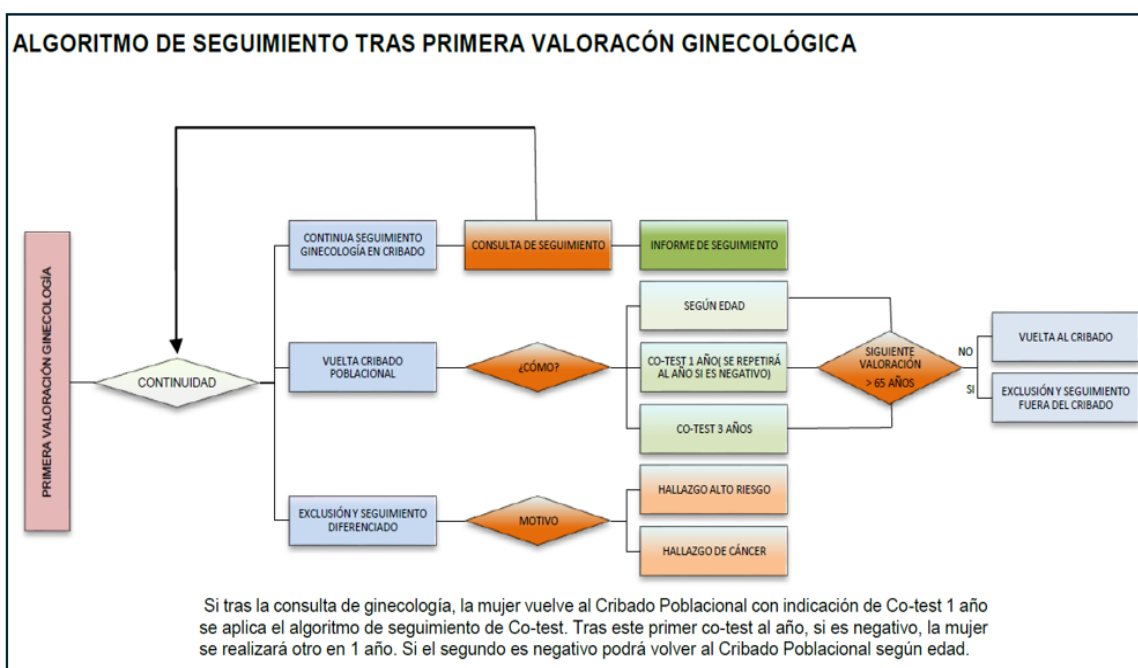 ALGORITMO DE SEGUIMIENTO TRAS PRIMERA VALORACÓN GINECOLÓGICA
PRIMERA VALORACIÓN GINECOLOGÍA
CONTINUIDAD
CONTINUA SEGUIMIENTO
GINECOLOGÍA EN CRIBADO
CONSULTA DE SEGUIMIENTO
INFORME DE SEGUIMIENTO
VUELTA CRIBADO
POBLACIONAL
¿CÓMO?
SEGÚN EDAD
CO-TEST 1 AÑO( SE REPETIRÁ
AL AÑO SI ES NEGATIVO)
CO-TEST 3 AÑOS
SIGUIENTE
VALORACIÓN
> 65 AÑOS
NO
VUELTA AL CRIBADO
SI
EXCLUSIÓN Y SEGUIMIENTO
FUERA DEL CRIBADO
EXCLUSIÓN Y SEGUIMIENTO
DIFERENCIADO
MOTIVO
HALLAZGO ALTO RIESGO
HALLAZGO DE CÁNCER
Si tras la consulta de ginecología, la mujer vuelve al Cribado Poblacional con indicación de Co-test 1 año
se aplica el algoritmo de seguimiento de Co-test. Tras este primer co-test al año, si es negativo, la mujer
se realizará otro en 1 año. Si el segundo es negativo podrá volver al Cribado Poblacional según edad.